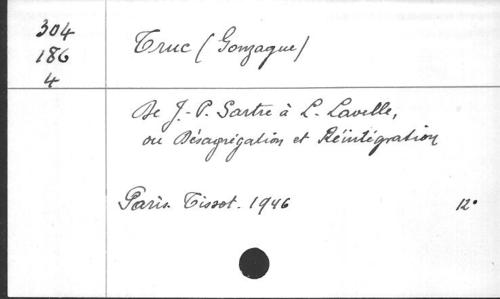 304
186
4
Truc (Gonzague)
De J.-P. Sartre à L. Lavelle,
ou Désagrégation et Réintégration
Paris. Tissot. 1946 12°